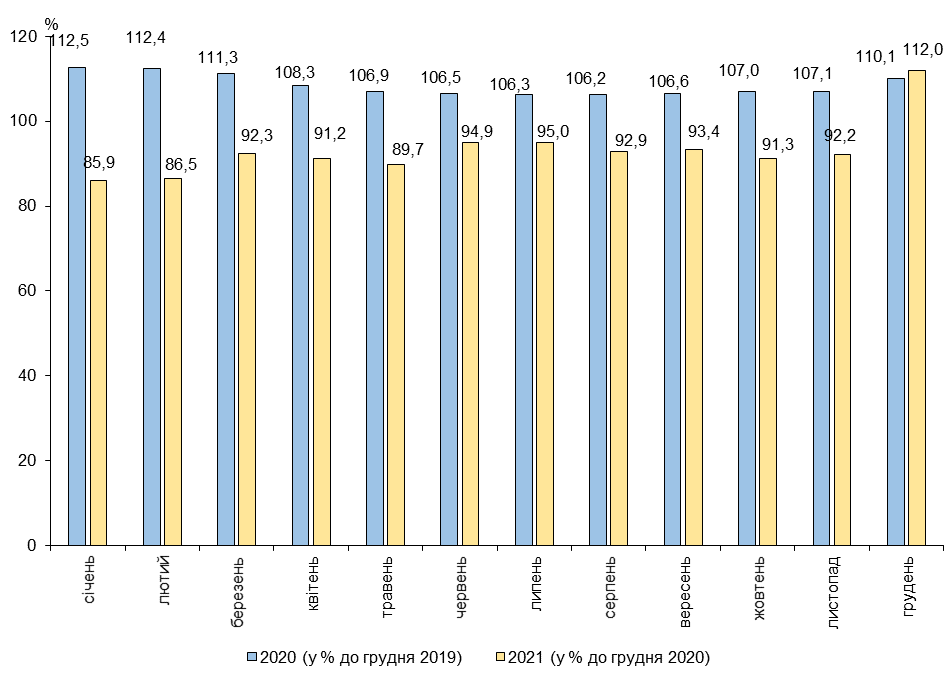 %
120
100
80
60
40
20
0
112,5
112,4
111,3
108,3
106,9
106,5
106,3
106,2
106,6
107,0
107,1
110,1
112,0
85,9
86,5
92,3
91,2
89,7
94,9
95,0
92,9
93,4
91,3
92,2
січень
лютий
березень
квітень
травень
червень
липень
серпень
вересень
жовтень
листопад
грудень
2020 (у % до грудня 2019)
2021 (у % до грудня 2020)